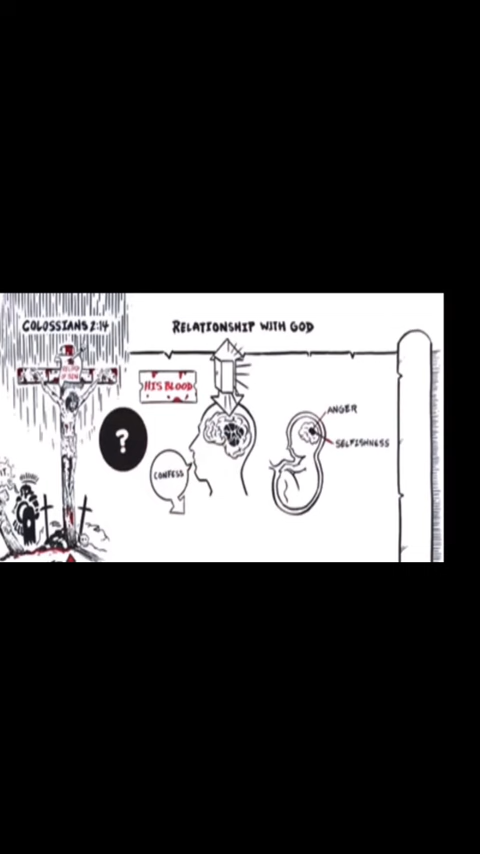 COLOSSIANS 2:14
RELATIONSHIP WITH GOD
HIS BLOOD
?
CONFESS
ANGER
SELFISHNESS